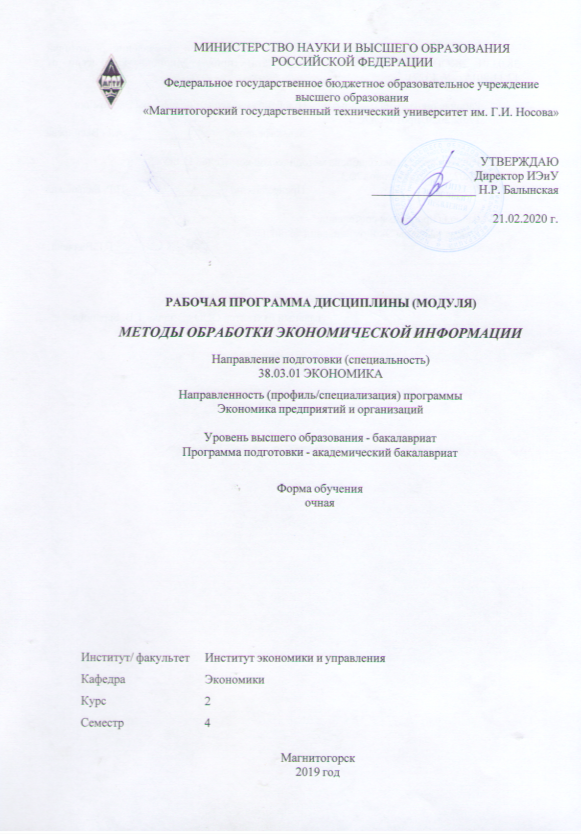 МИНИСТЕРСТВО НАУКИ И ВЫСШЕГО ОБРАЗОВАНИЯ
РОССИЙСКОЙ ФЕДЕРАЦИИ
Федеральное государственное бюджетное образовательное учреждение
высшего образования
«Магнитогорский государственный технический университет им. Г.И. Носова»
УТВЕРЖДАЮ
Директор ИЭиУ
Н.Р. Балынская
21.02.2020 г.
РАБОЧАЯ ПРОГРАММА ДИСЦИПЛИНЫ (МОДУЛЯ)
МЕТОДЫ ОБРАБОТКИ ЭКОНОМИЧЕСКОЙ ИНФОРМАЦИИ
Направление подготовки (специальность)
38.03.01 ЭКОНОМИКА
Направленность (профиль/специализация) программы
Экономика предприятий и организаций
Уровень высшего образования - бакалавриат
Программа подготовки - академический бакалавриат
Форма обучения
очная
Институт/ факультет Институт экономики и управления
Кафедра Экономики
Курс 2
Семестр 4
Магнитогорск
2019 год